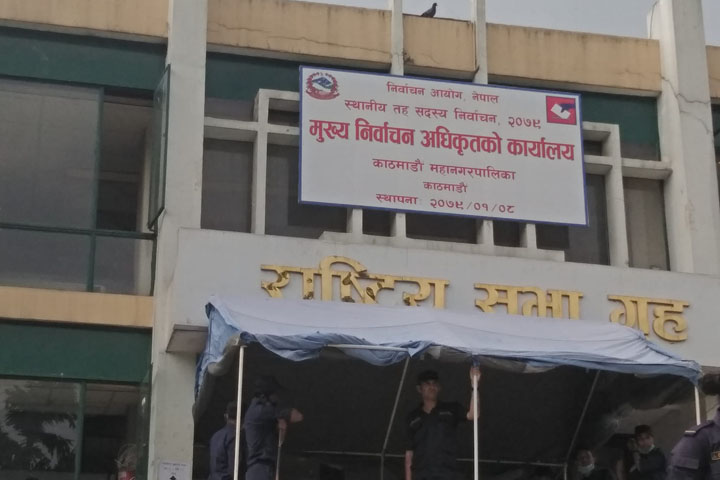 निर्वाचन आयोग, नेपाल
स्थानीय तह सदस्य निर्वाचन, २०७९
मुख्य निर्वाचन अधिकृतको कार्यालय
काठमाडौं महानगरपालिका
काठमाडौं
स्थापना: २०७९/०१/०८
राष्ट्रिय सभा गृह